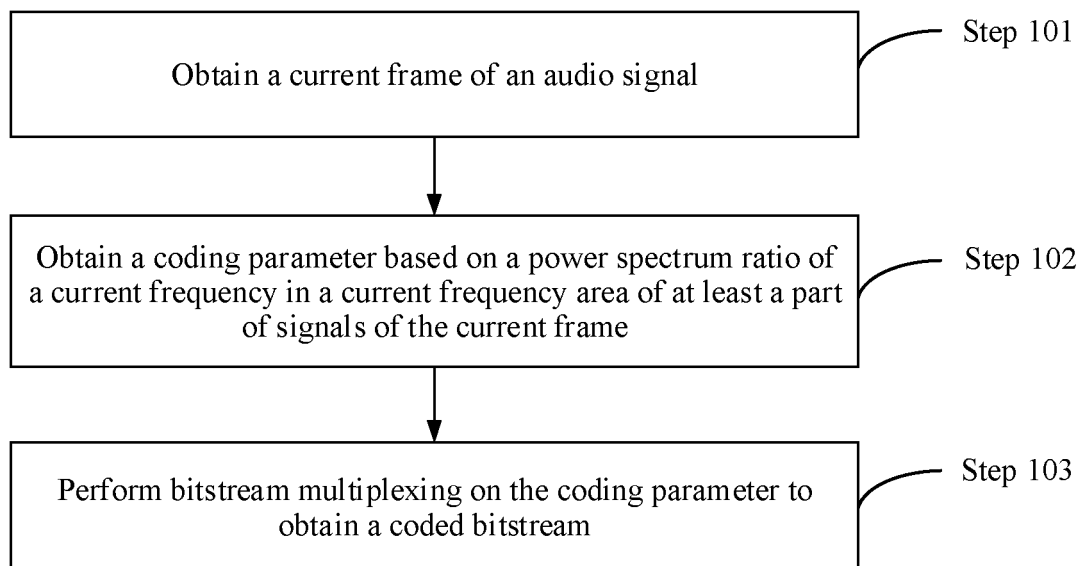 Step 101
Obtain a current frame of an audio signal
Step 102
Obtain a coding parameter based on a power spectrum ratio of
a current frequency in a current frequency area of at least a part
of signals of the current frame
Step 103
Perform bitstream multiplexing on the coding parameter to
obtain a coded bitstream